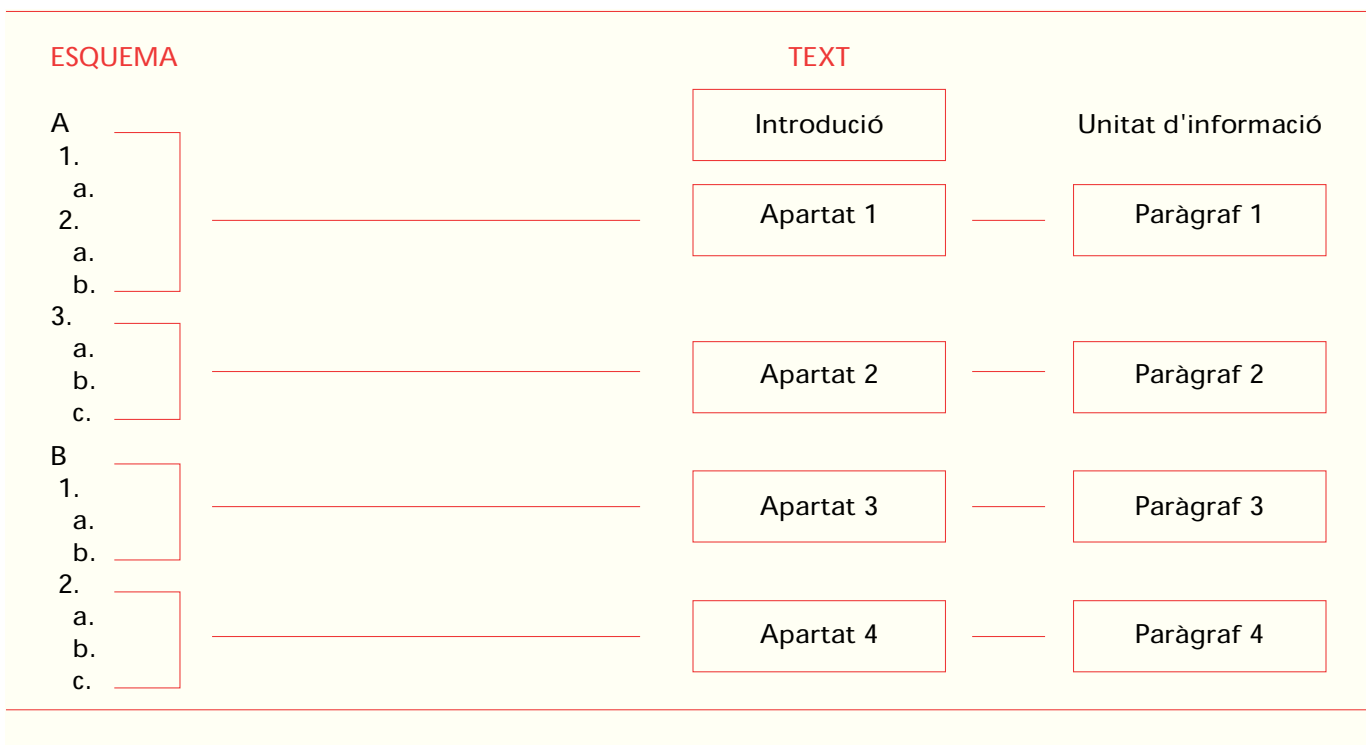 ESQUEMA TEXT
A Introdució Unitat d'informació
1.
a.
2. Apartat 1 Paràgraf 1
a.
b.
3.
a.
b. Apartat 2 Paràgraf 2
c.
B
1. Apartat 3 Paràgraf 3
a.
b.
2.
a. Apartat 4 Paràgraf 4
b.
c.